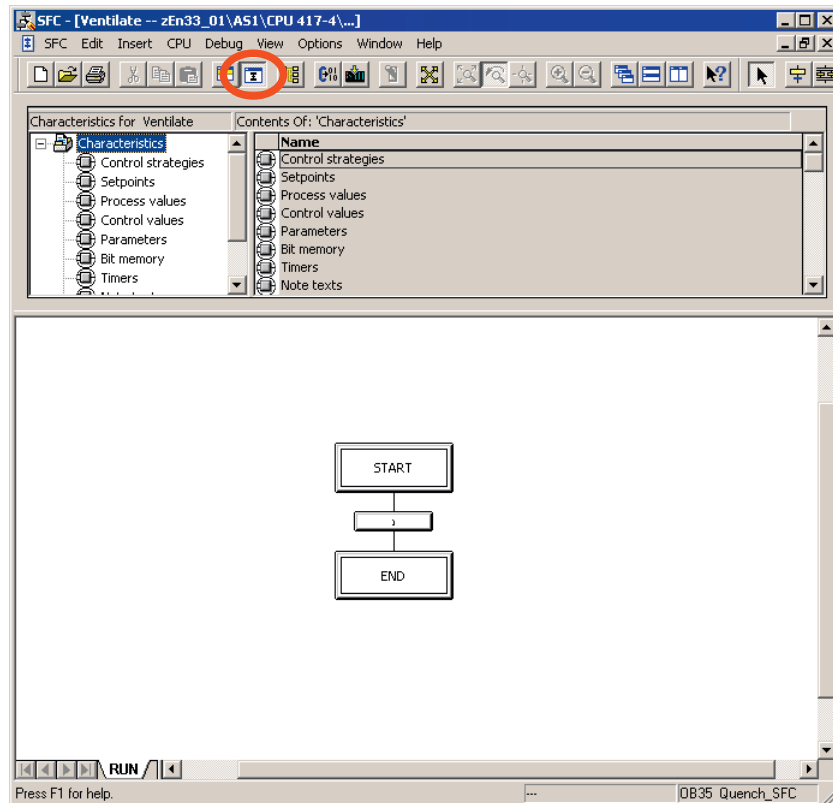 SFC - [Ventilate -- zEn33_01\AS1\CPU 417-4\...]
SFC Edit Insert CPU Debug View Options Window Help
Characteristics for Ventilate Contents Of: 'Characteristics'
Characteristics
Control strategies
Setpoints
Process values
Control values
Parameters
Bit memory
Timers
Name
Control strategies
Setpoints
Process values
Control values
Parameters
Bit memory
Timers
Note texts
START
END
RUN
Press F1 for help. --- OB35 Quench_SFC